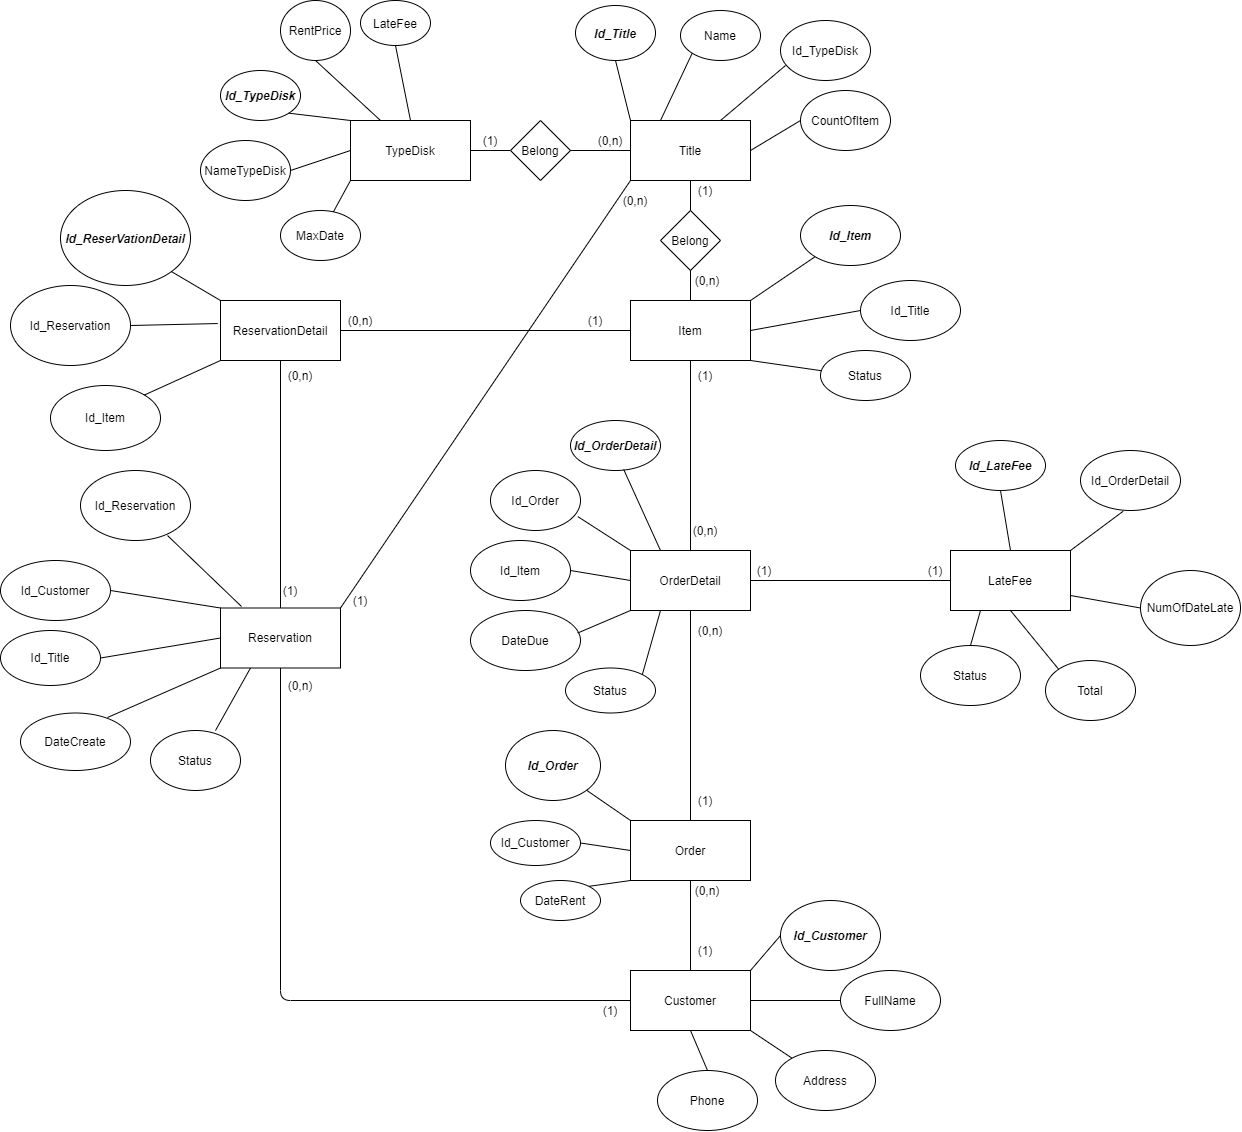 RentPrice
LateFee
Id_Title
Name
Id_TypeDisk
Id_TypeDisk
CountOfItem
TypeDisk
(1)
Belong
(0,n)
Title
NameTypeDisk
MaxDate
(0,n)
(1)
Id_ReserVationDetail
Belong
Id_Item
(0,n)
Id_Reservation
ReservationDetail
(0,n)
(1)
Item
Id_Title
(0,n)
(1)
Status
Id_Item
Id_OrderDetail
Id_LateFee
Id_OrderDetail
Id_Reservation
Id_Order
(0,n)
Id_Item
OrderDetail
(1)
(1)
LateFee
Id_Customer
(1)
(1)
NumOfDateLate
Reservation
DateDue
(0,n)
Id_Title
(0,n)
Status
Status
Total
DateCreate
Status
Id_Order
(1)
Id_Customer
Order
DateRent
(0,n)
Id_Customer
(1)
Customer
(1)
FullName
Address
Phone